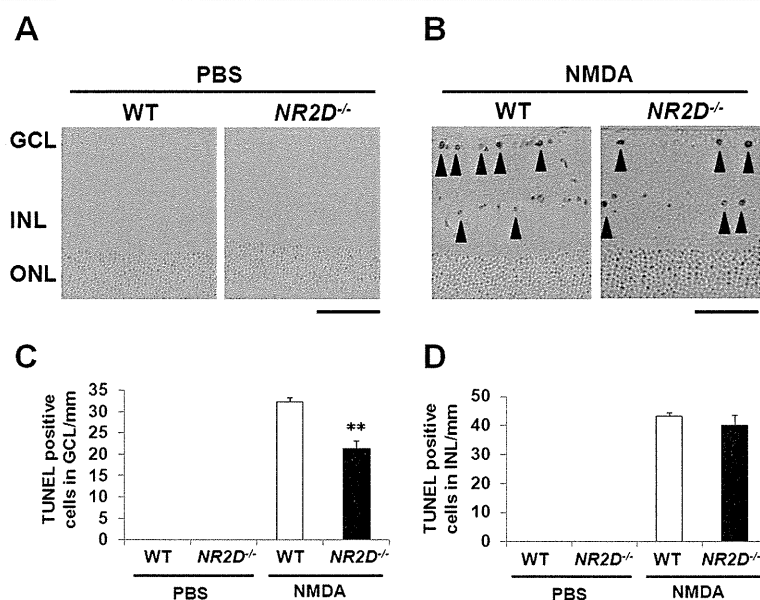 A
PBS
WT NR2D-/-
GCL
INL
ONL
B
NMDA
WT NR2D-/-
C
TUNEL positive
cells in GCL/mm
35
30
25
20
15
10
5
0
**
WT NR2D-/- WT NR2D-/-
PBS NMDA
D
TUNEL positive
cells in INL/mm
50
40
30
20
10
0
WT NR2D-/- WT NR2D-/-
PBS NMDA